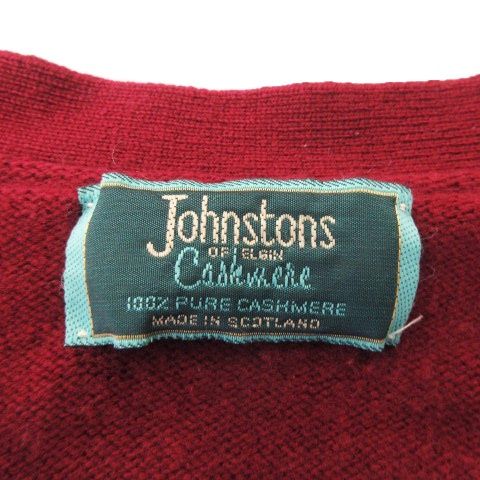 Johnstons
OF ELGIN
Cashmere
100% PURE CASHMERE
MADE IN SCOTLAND